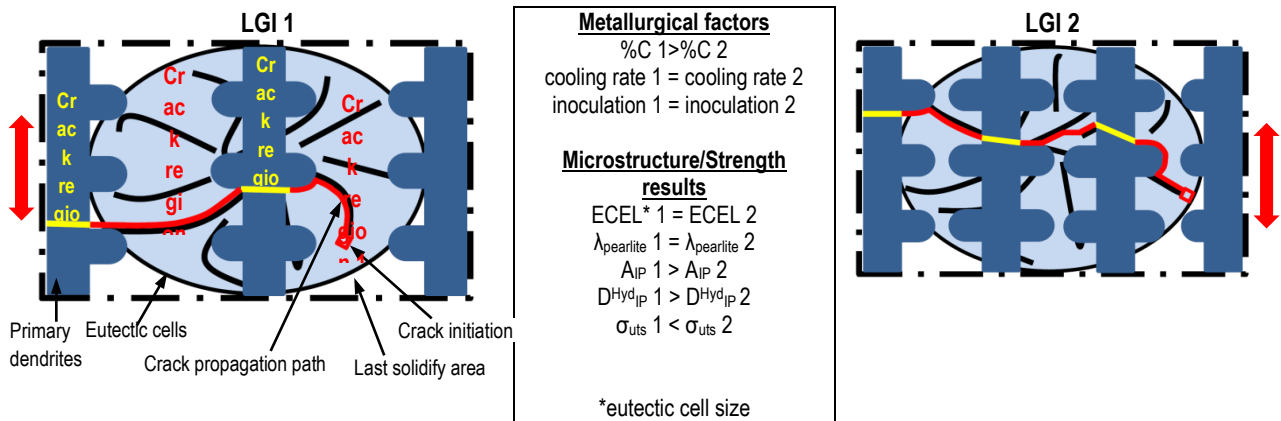 LGI 1
Cr
ac
k re
gio
Cr
ac
k
re
gi
Cr
ac
k re
gio
Cr
ac
k
e
gio
Primary
dendrites
Eutectic cells
Crack propagation path
Crack initiation
Last solidify area
Metallurgical factors
%C 1>%C 2
cooling rate 1 = cooling rate 2
inoculation 1 = inoculation 2
Microstructure/Strength
results
ECEL* 1 = ECEL 2
λpearlite 1 = λpearlite 2
AIP 1 > AIP 2
DHydIP 1 > DHydIP 2
σuts 1 < σuts 2
*eutectic cell size
LGI 2